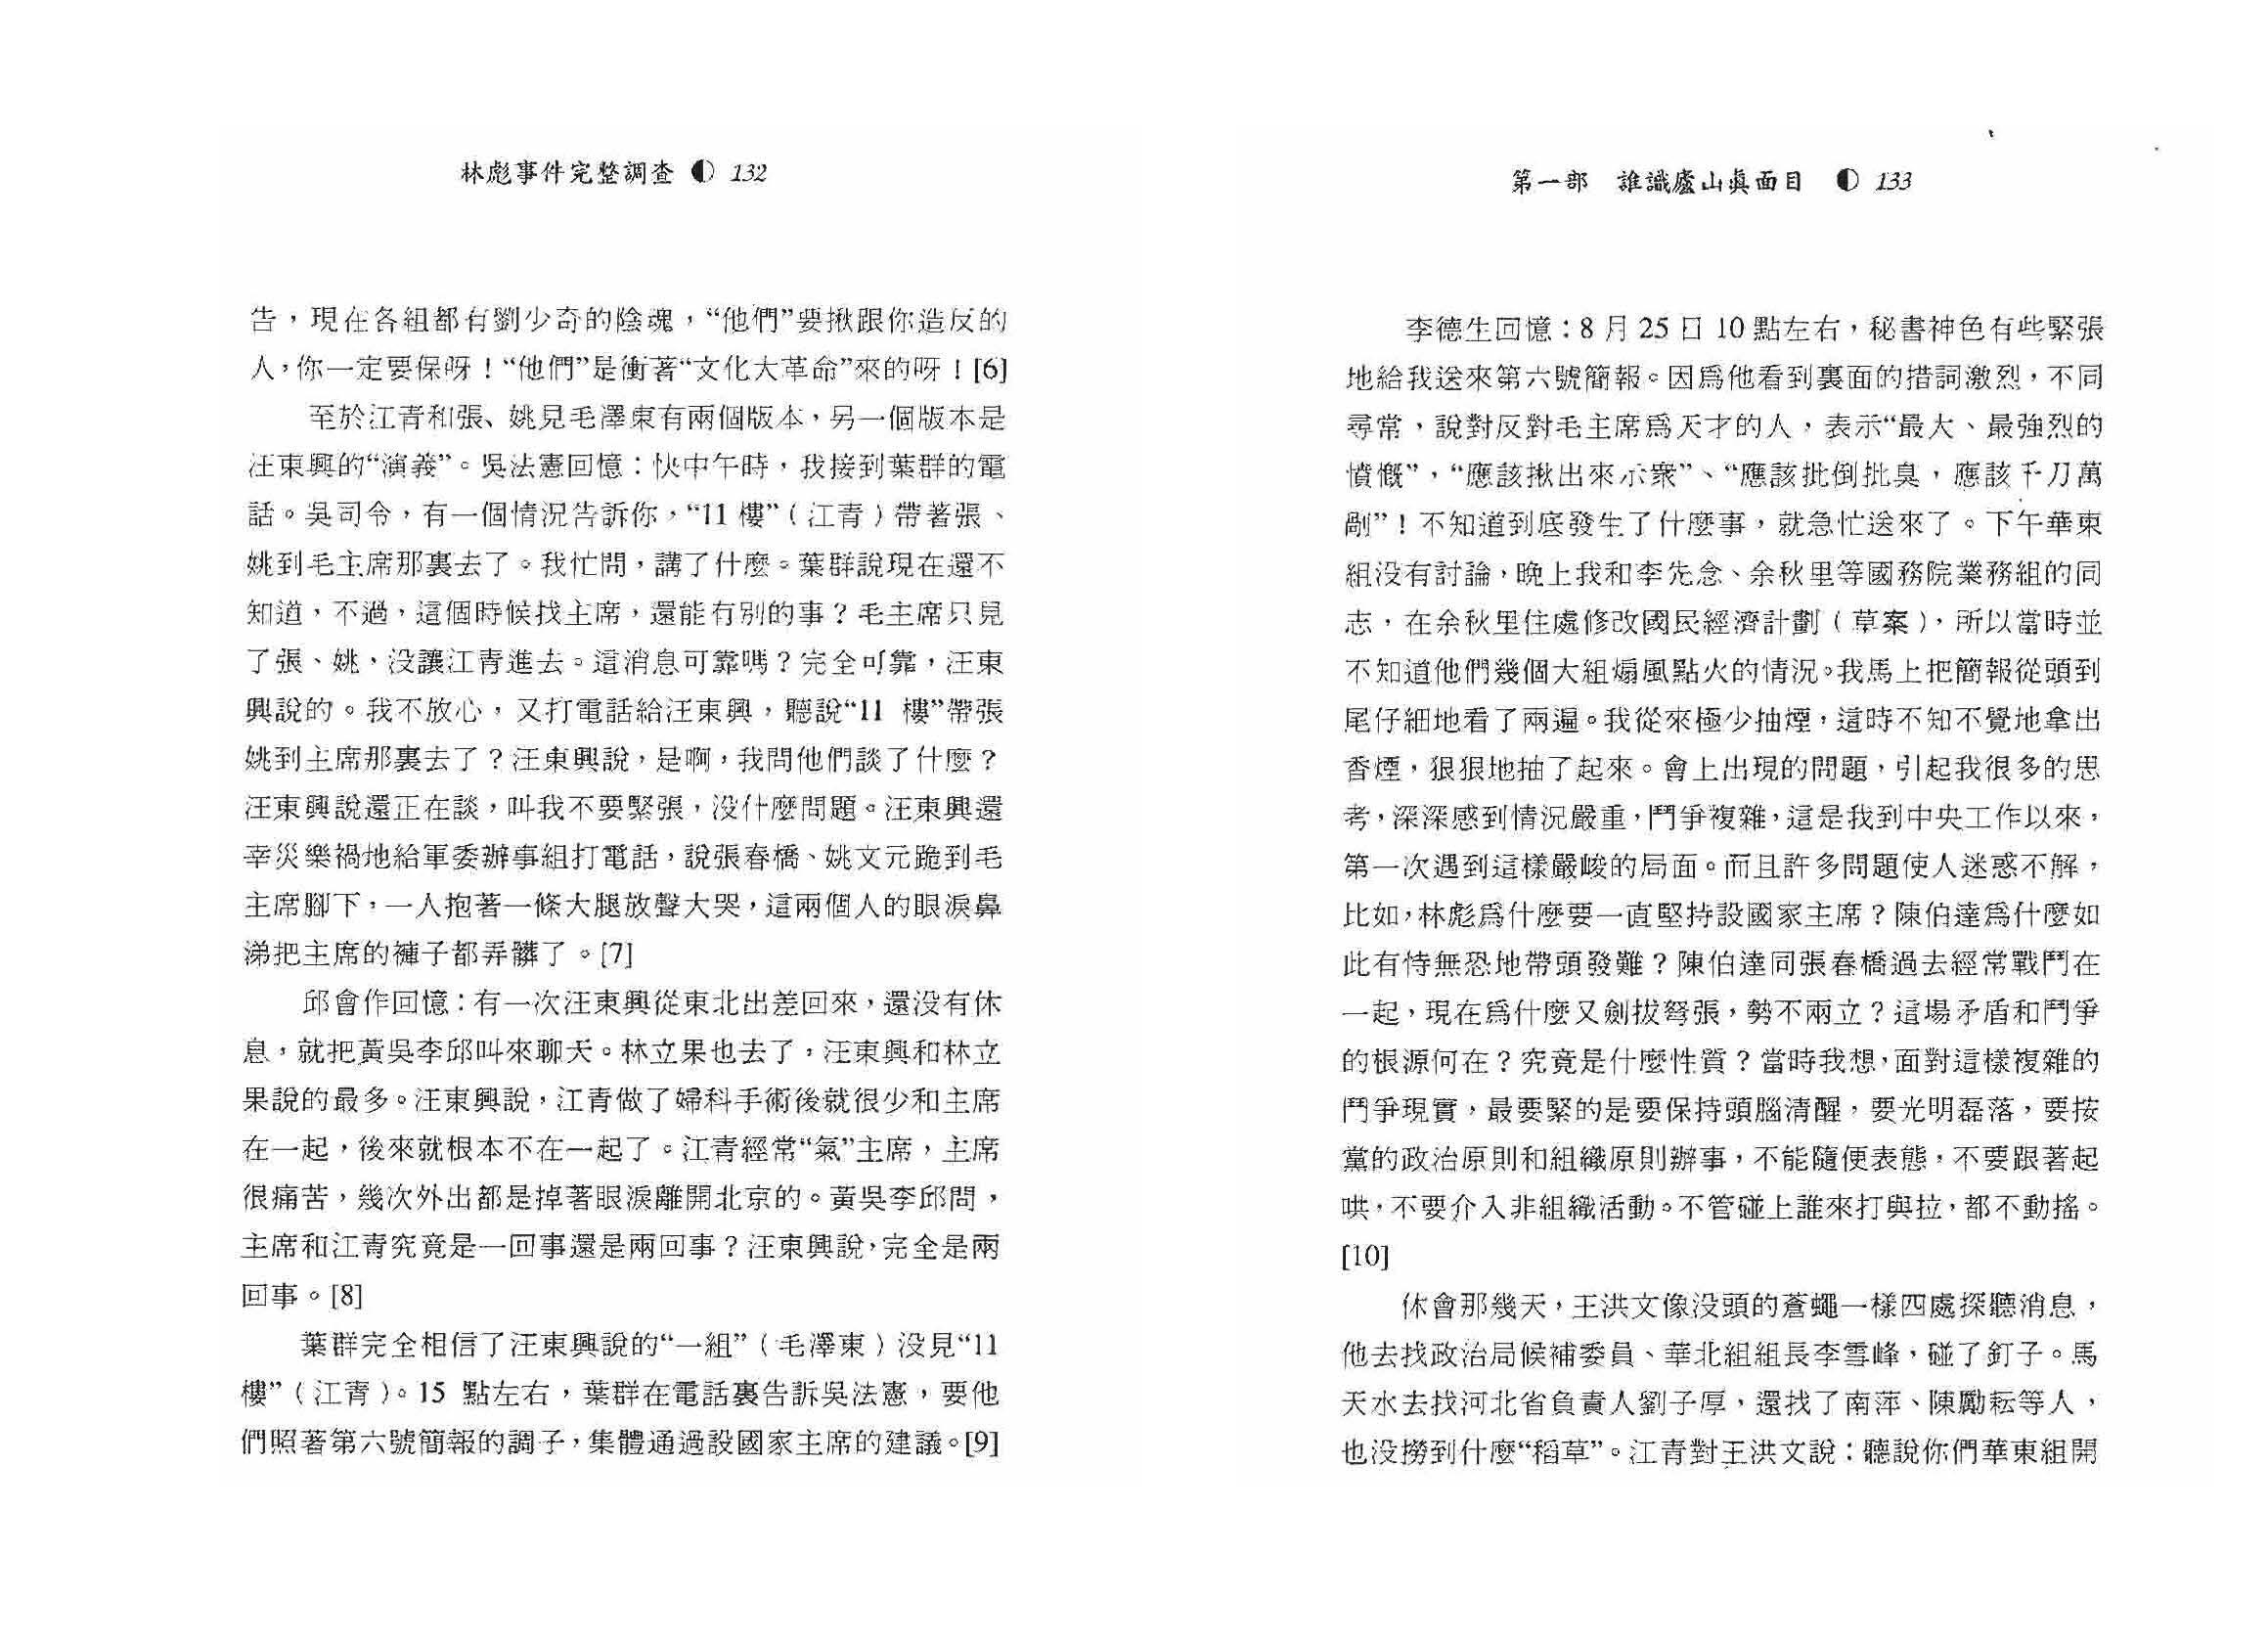 林彪事件完整調查 ◐ 132
告，現在各組都有劉少奇的陰魂，“他們”要揪跟你造反的
人，你一定要保呀！“他們”是衝著“文化大革命”來的呀！[6]
至於江青和張、姚見毛澤東有兩個版本，另一個版本是
汪東興的“演義”。吳法憲回憶：快中午時，我接到葉群的電
話。吳司令，有一個情況告訴你，“11 樓”（江青）帶著張、
姚到毛主席那裏去了。我忙問，講了什麼。葉群說現在還不
知道，不過，這個時候找主席，還能有別的事？毛主席只見
了張、姚，没讓江青進去。這消息可靠嗎？完全可靠，汪東
興說的。我不放心，又打電話給汪東興，聽說“11 樓”帶張
姚到主席那裏去了？汪東興說，是啊，我問他們談了什麼？
汪東興說還正在談，叫我不要緊張，没什麼問題。汪東興還
幸災樂禍地給軍委辦事組打電話，說張春橋、姚文元跪到毛
主席腳下，一人抱著一條大腿放聲大哭，這兩個人的眼淚鼻
涕把主席的褲子都弄髒了。[7]
邱會作回憶：有一次汪東興從東北出差回來，還没有休
息，就把黃吳李邱叫來聊天。林立果也去了，汪東興和林立
果說的最多。汪東興說，江青做了婦科手術後就很少和主席
在一起，後來就根本不在一起了。江青經常“氣”主席，主席
很痛苦，幾次外出都是掉著眼淚離開北京的。黃吳李邱問，
主席和江青究竟是一回事還是兩回事？汪東興說，完全是兩
回事。[8]
葉群完全相信了汪東興說的“一組”（毛澤東）没見“11
樓”（江青）。15 點左右，葉群在電話裏告訴吳法憲，要他
們照著第六號簡報的調子，集體通過設國家主席的建議。[9]
第一部　誰識廬山真面目 ◐ 133
李德生回憶：8 月 25 日 10 點左右，秘書神色有些緊張
地給我送來第六號簡報。因爲他看到裏面的措詞激烈，不同
尋常，說對反對毛主席爲天才的人，表示“最大、最強烈的
憤慨”，“應該揪出來示衆”、“應該批倒批臭，應該千刀萬
剮”！不知道到底發生了什麼事，就急忙送來了。下午華東
組没有討論，晚上我和李先念、余秋里等國務院業務組的同
志，在余秋里住處修改國民經濟計劃（草案），所以當時並
不知道他們幾個大組煽風點火的情況。我馬上把簡報從頭到
尾仔細地看了兩遍。我從來極少抽煙，這時不知不覺地拿出
香煙，狠狠地抽了起來。會上出現的問題，引起我很多的思
考，深深感到情況嚴重，鬥爭複雜，這是我到中央工作以來，
第一次遇到這樣嚴峻的局面。而且許多問題使人迷惑不解，
比如，林彪爲什麼要一直堅持設國家主席？陳伯達爲什麼如
此有恃無恐地帶頭發難？陳伯達同張春橋過去經常戰鬥在
一起，現在爲什麼又劍拔弩張，勢不兩立？這場矛盾和鬥爭
的根源何在？究竟是什麼性質？當時我想，面對這樣複雜的
鬥爭現實，最要緊的是要保持頭腦清醒，要光明磊落，要按
黨的政治原則和組織原則辦事，不能隨便表態，不要跟著起
哄，不要介入非組織活動。不管碰上誰來打與拉，都不動搖。
[10]
休會那幾天，王洪文像没頭的蒼蠅一樣四處探聽消息，
他去找政治局候補委員、華北組組長李雪峰，碰了釘子。馬
天水去找河北省負責人劉子厚，還找了南萍、陳勵耘等人，
也没撈到什麼“稻草”。江青對王洪文說：聽說你們華東組開